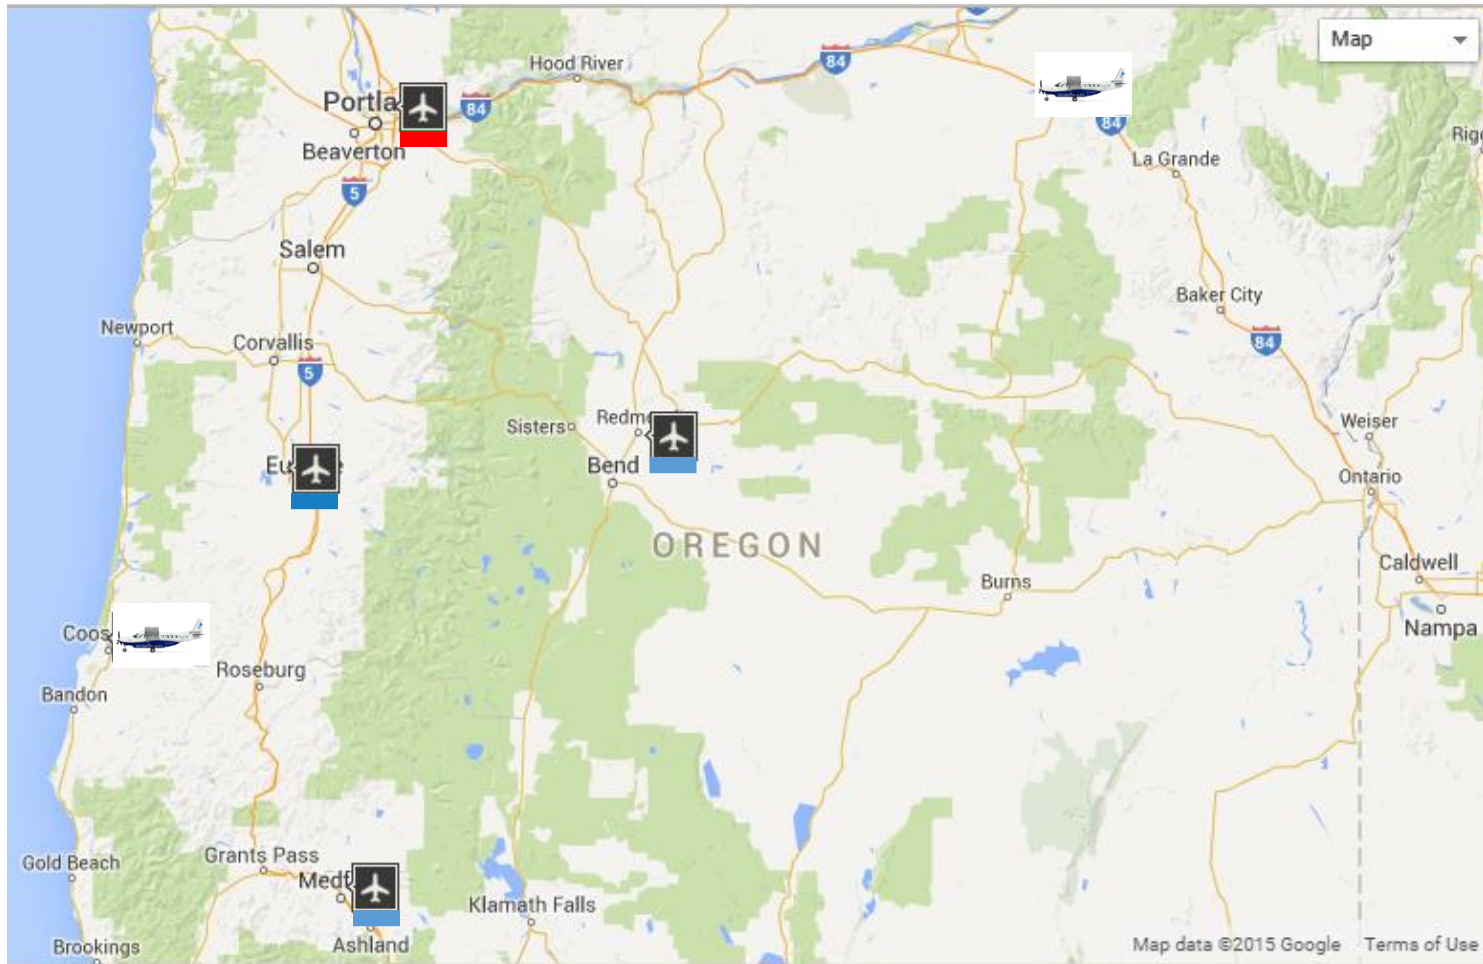 Map
Hood River
84
Portla
84
84
Beaverton
La Grande
5
Salem
Baker City
Newport
Corvallis
84
5
Sisters
Redm
Weiser
Bend
Ontario
OREGON
Caldwell
Burns
Nampa
Coos
Roseburg
Bandon
Grants Pass
Gold Beach
Medf
Klamath Falls
Ashland
Brookings
Map data ©2015 Google
Terms of Use